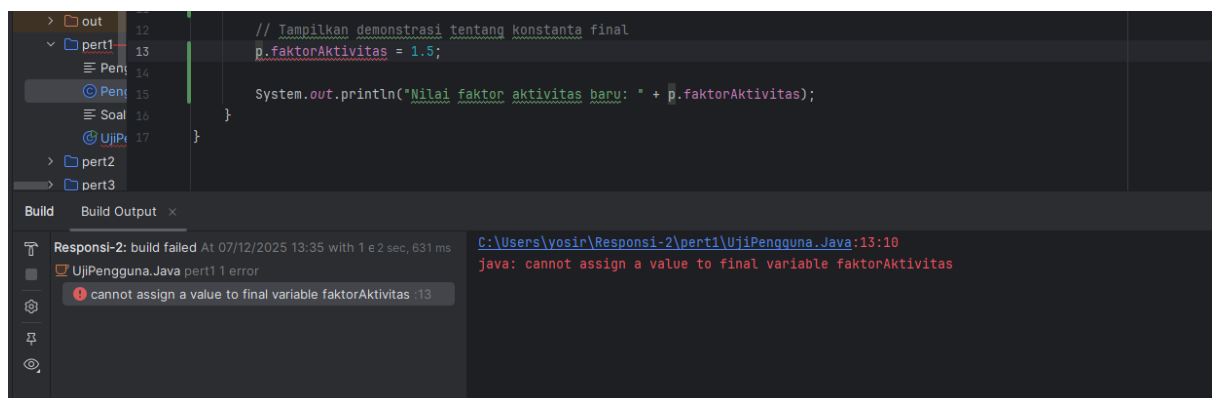 out
pert1
Peng
Peng
Soal
UjiPe
pert2
pert3
12 // Tampilkan demonstrasi tentang konstanta final
13 p.faktorAktivitas = 1.5;
14
15 System.out.println("Nilai faktor aktivitas baru: " + p.faktorAktivitas);
16 }
17 }
Build Build Output ×
Responsi-2: build failed At 07/12/2025 13:35 with 1 e 2 sec, 631 ms
UjiPengguna.Java pert1 1 error
cannot assign a value to final variable faktorAktivitas :13
C:\Users\yosir\Responsi-2\pert1\UjiPengguna.Java:13:10
java: cannot assign a value to final variable faktorAktivitas